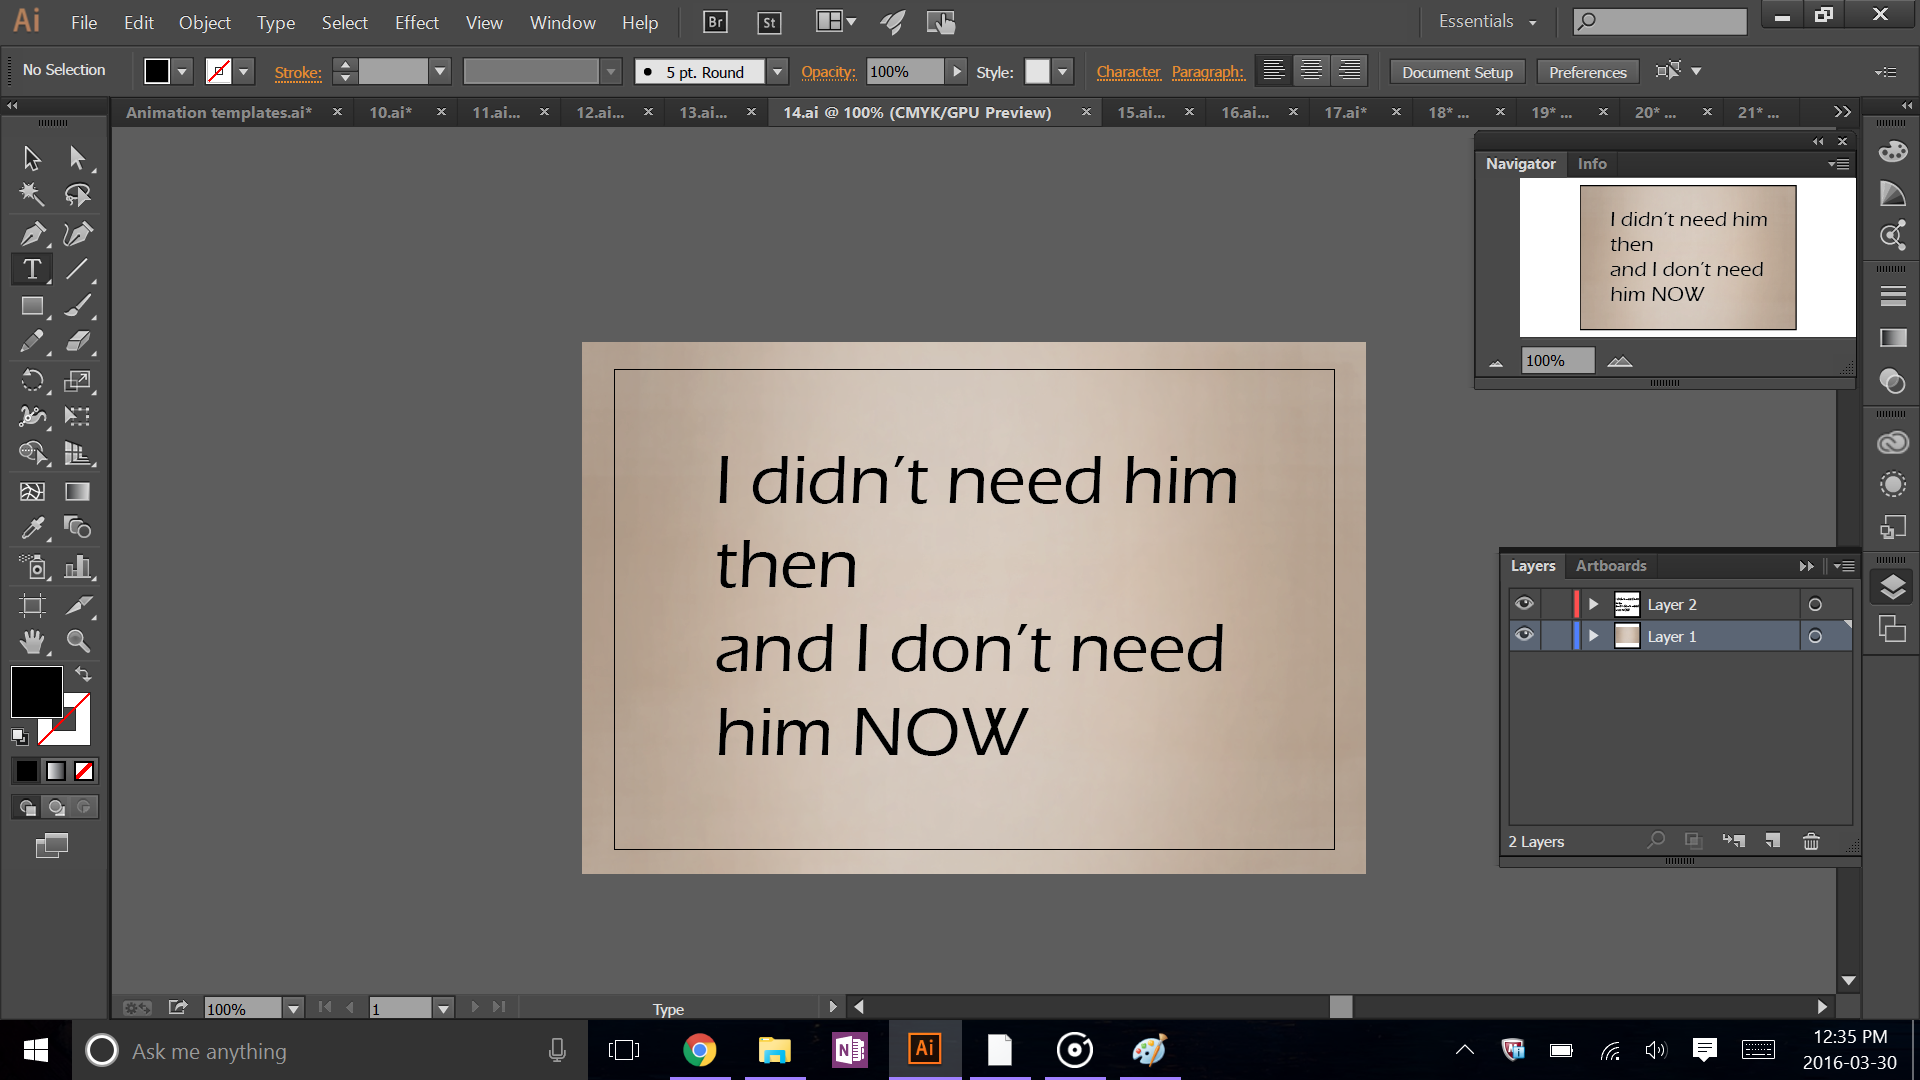 Ai File Edit Object Type Select Effect View Window Help Br St Essentials
No Selection Stroke: 5 pt. Round Opacity: 100% Style: Character Paragraph: Document Setup Preferences
Animation templates.ai* 10.ai* 11.ai... 12.ai... 13.ai... 14.ai @ 100% (CMYK/GPU Preview) 15.ai... 16.ai... 17.ai* 18* ... 19* ... 20* ... 21* ...
Navigator Info
I didn't need him
then
and I don't need
him NOW
100%
I didn't need him
then
and I don't need
him NOW
Layers Artboards
Layer 2
Layer 1
2 Layers
100% 1 Type
Ask me anything
N
Ai
12:35 PM
2016-03-30